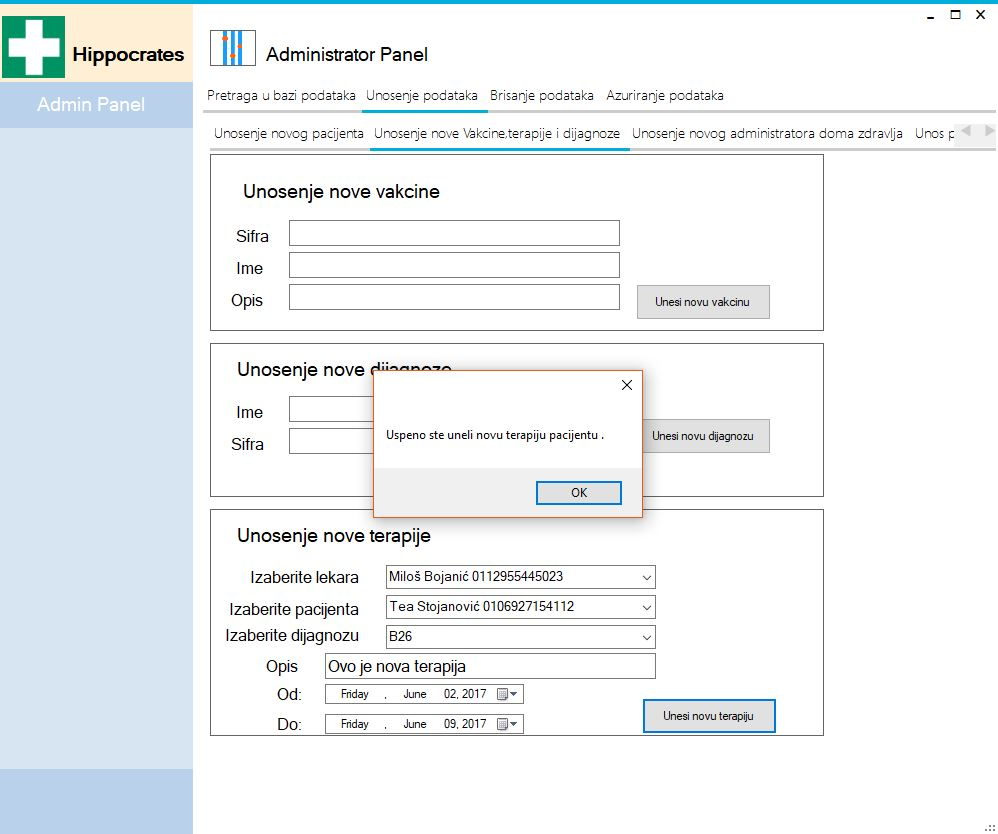 Hippocrates
Administrator Panel
Admin Panel
Pretraga u bazi podataka Unosenje podataka Brisanje podataka Azuriranje podataka
Unosenje novog pacijenta Unosenje nove Vakcine,terapije i dijagnoze Unosenje novog administratora doma zdravlja Unos
Unosenje nove vakcine
Sifra
Ime
Opis
Unesi novu vakcinu
Unosenje nove dijagnoze
Ime
Sifra
Unesi novu dijagnozu
Uspeno ste uneli novu terapiju pacijentu .
OK
Unosenje nove terapije
Izaberite lekara Miloš Bojanić 0112955445023
Izaberite pacijenta Tea Stojanović 0106927154112
Izaberite dijagnozu B26
Opis Ovo je nova terapija
Od: Friday , June 02, 2017
Do: Friday , June 09, 2017
Unesi novu terapiju